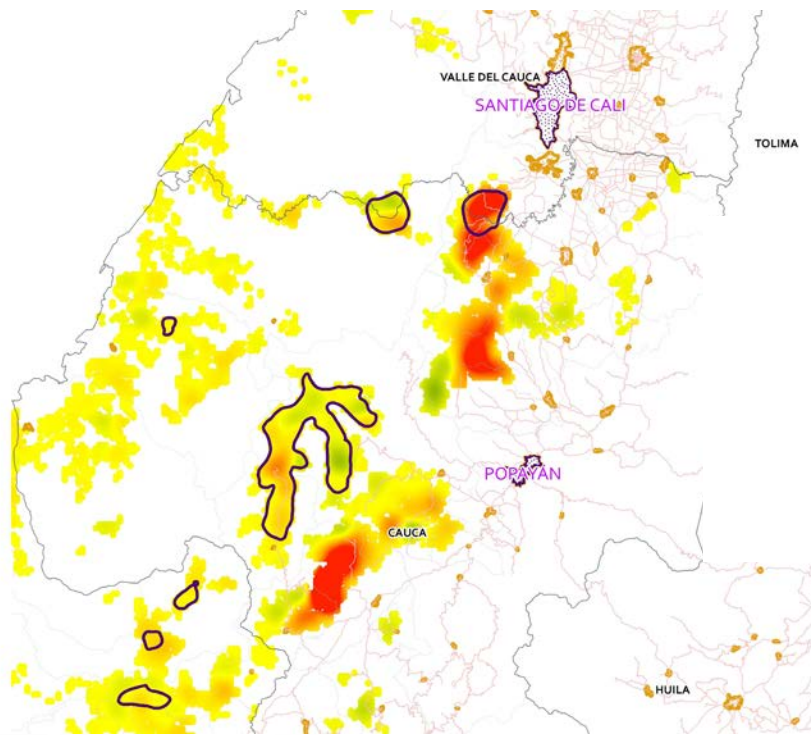 VALLE DEL CAUCA
SANTIAGO DE CALI
TOLIMA
POPAYÁN
CAUCA
HUILA